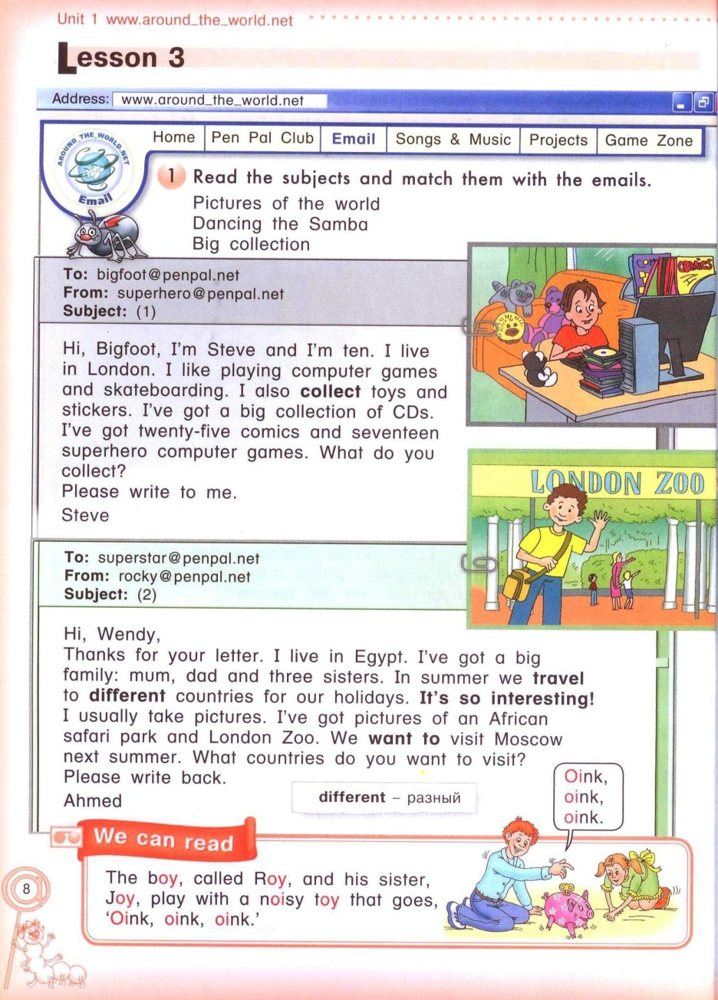 Unit 1 www.around_the_world.net
Lesson 3
Address: www.around_the_world.net
AROUND_THE_WORLD.NET
Email
Home Pen Pal Club Email Songs & Music Projects Game Zone
1 Read the subjects and match them with the emails.
Pictures of the world
Dancing the Samba
Big collection
To: bigfoot@penpal.net
From: superhero@penpal.net
Subject: (1)
COMICS
Hi, Bigfoot, I'm Steve and I'm ten. I live
in London. I like playing computer games
and skateboarding. I also collect toys and
stickers. I've got a big collection of CDs.
I've got twenty-five comics and seventeen
superhero computer games. What do you
collect?
Please write to me.
Steve
LONDON ZOO
To: superstar@penpal.net
From: rocky@penpal.net
Subject: (2)
Hi, Wendy,
Thanks for your letter. I live in Egypt. I've got a big
family: mum, dad and three sisters. In summer we travel
to different countries for our holidays. It's so interesting!
I usually take pictures. I've got pictures of an African
safari park and London Zoo. We want to visit Moscow
next summer. What countries do you want to visit?
Please write back.
Ahmed
different – разный
Oink,
oink,
oink.
We can read
The boy, called Roy, and his sister,
Joy, play with a noisy toy that goes,
'Oink, oink, oink.'
8